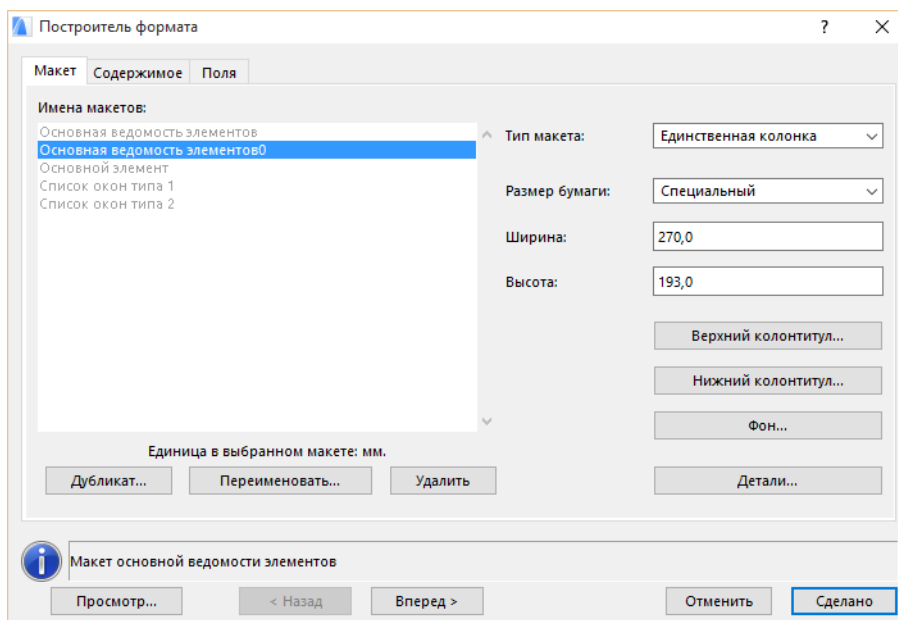 Построитель формата
?
Макет Содержимое Поля
Имена макетов:
Основная ведомость элементов
Основная ведомость элементов0
Основной элемент
Список окон типа 1
Список окон типа 2
Тип макета: Единственная колонка
Размер бумаги: Специальный
Ширина: 270,0
Высота: 193,0
Верхний колонтитул...
Нижний колонтитул...
Фон...
Единица в выбранном макете: мм.
Дубликат... Переименовать... Удалить Детали...
Макет основной ведомости элементов
Просмотр... < Назад Вперед > Отменить Сделано